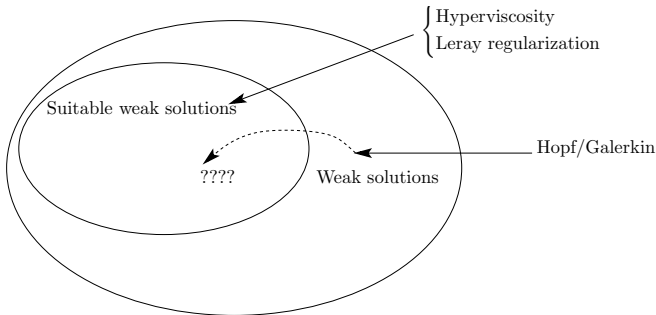 Hyperviscosity
Leray regularization
Suitable weak solutions
Hopf/Galerkin
????
Weak solutions